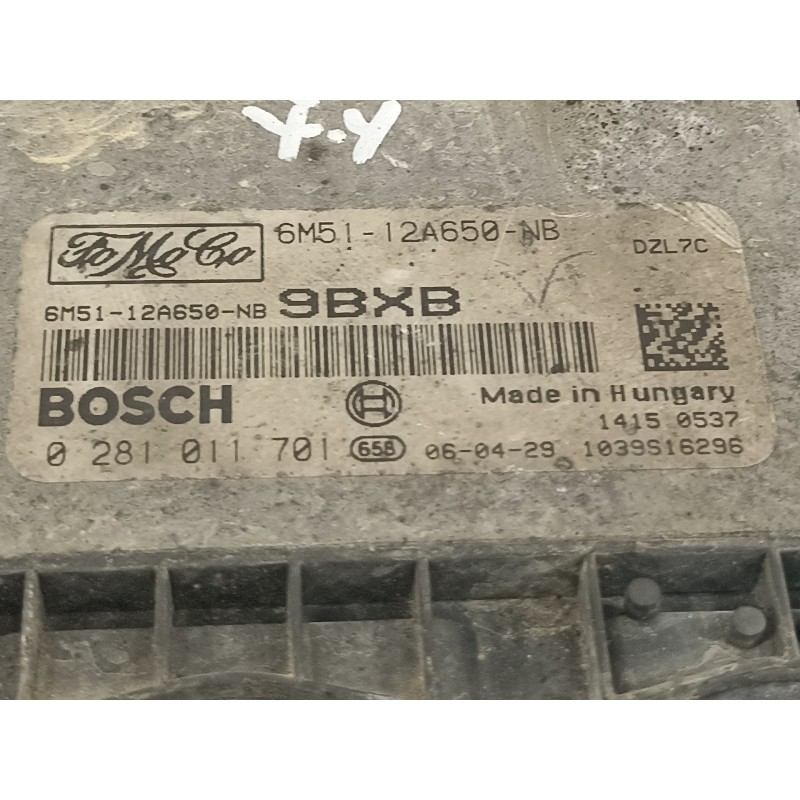 Y.Y
FoMoCo 6M51-12A650-NB DZL7C
6M51-12A650-NB 9BXB
BOSCH Made in Hungary
1415 0537
0 281 011 701 658 06-04-29 1039S16296